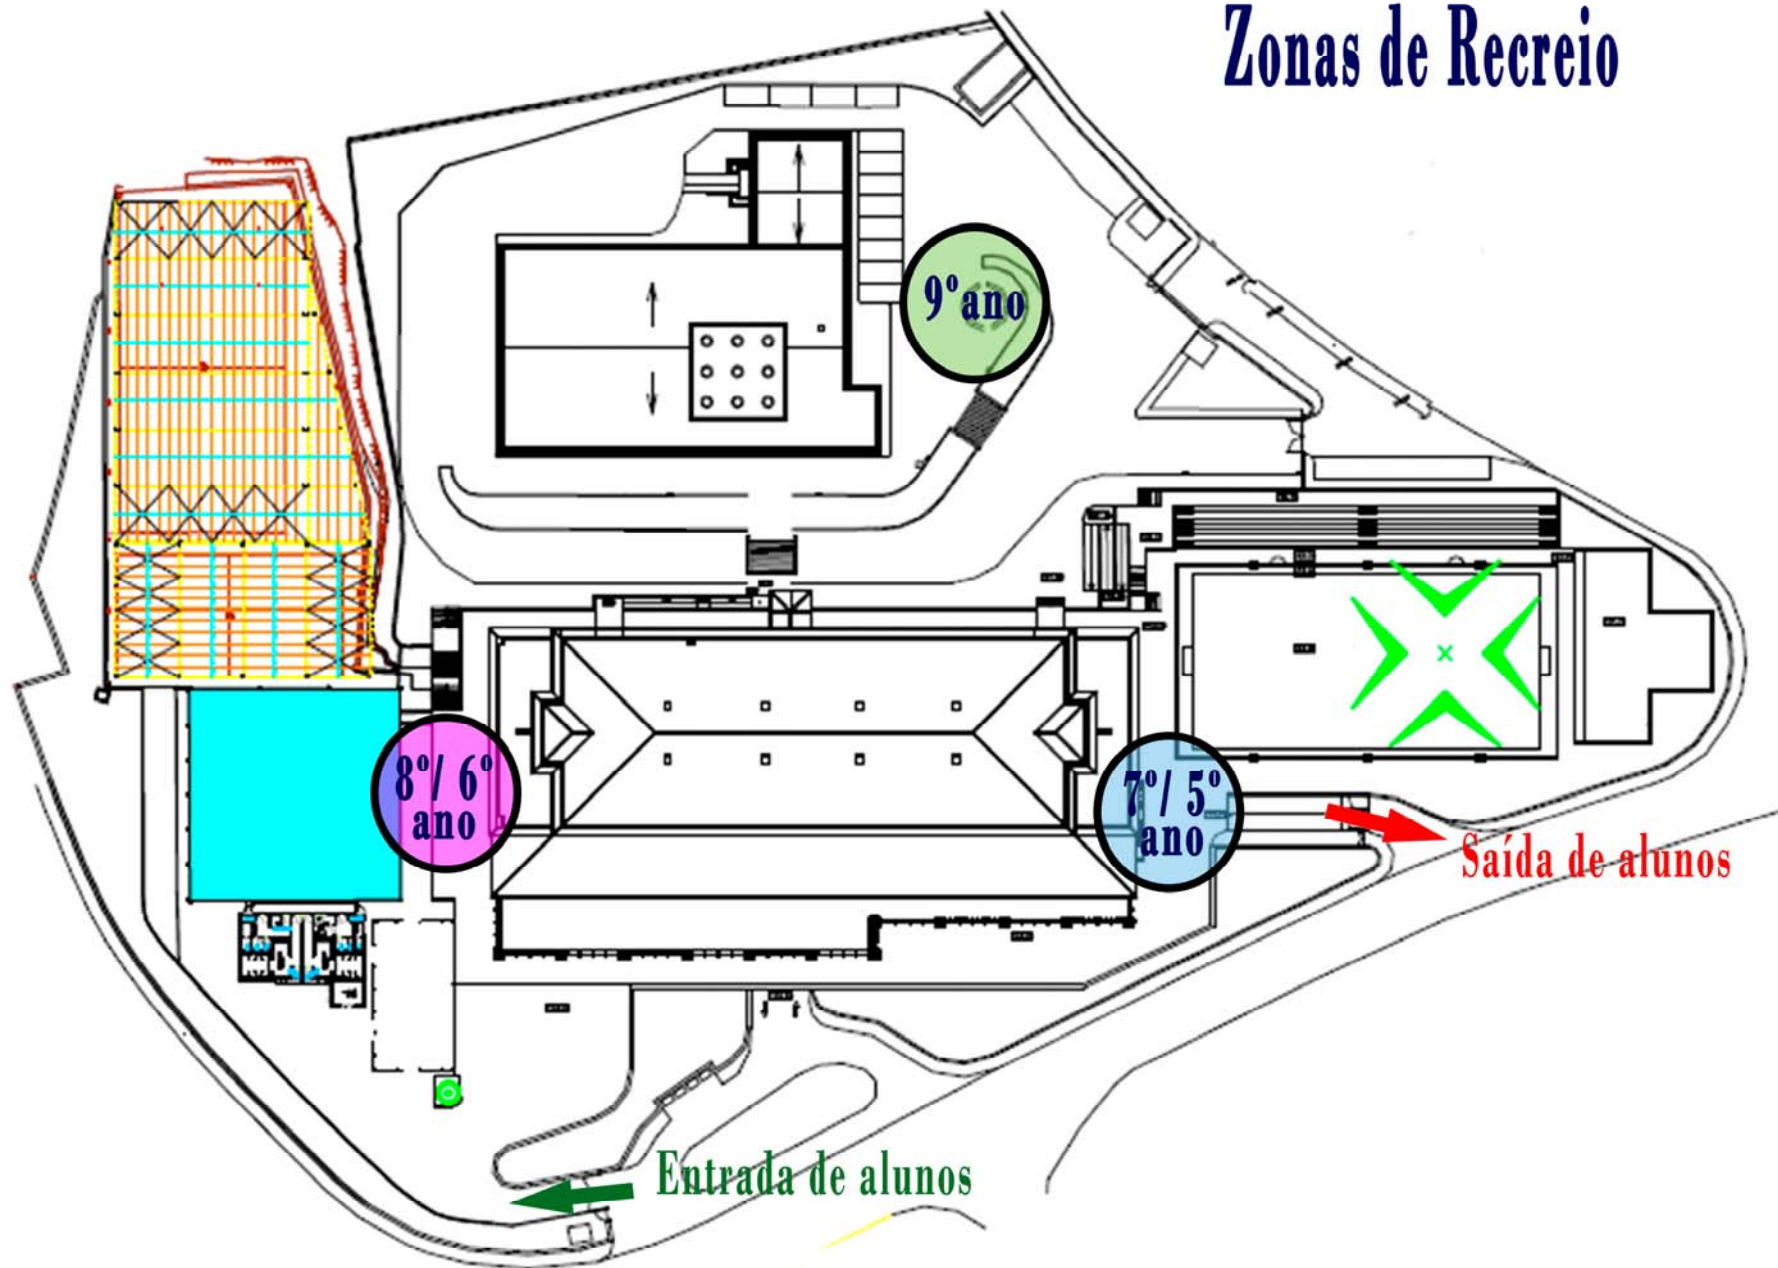 Zonas de Recreio
9º ano
8º/ 6º
ano
7º/ 5º
ano
Saída de alunos
Entrada de alunos